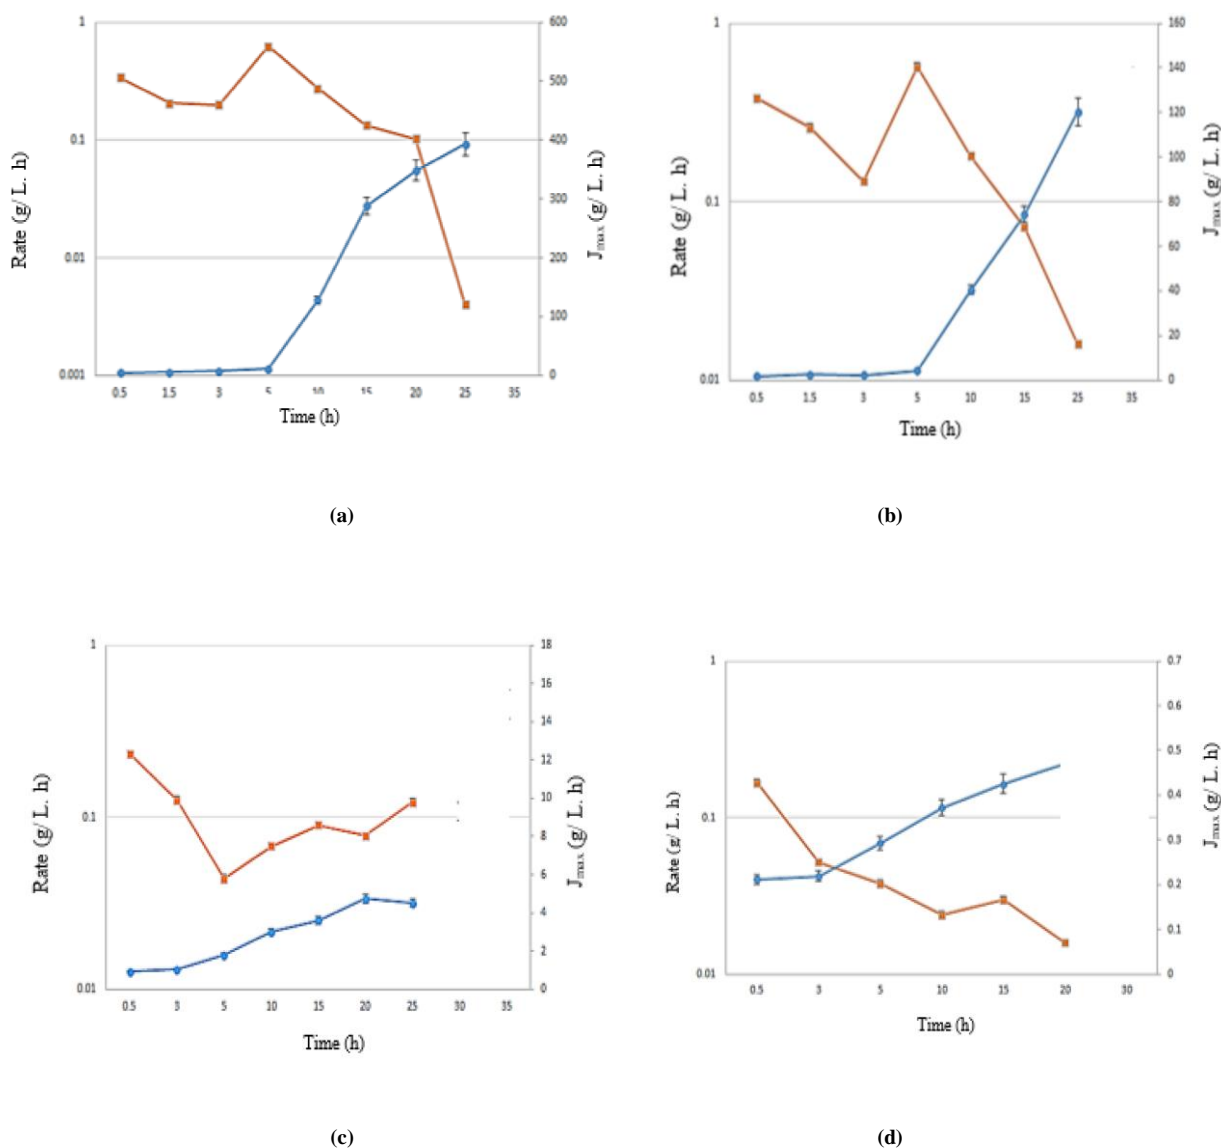 1
0.1
0.01
0.001
Rate (g/ L. h)
600
500
400
300
200
100
0
J max (g/ L. h)
0.5 1.5 3 5 10 15 20 25 35
Time (h)
(a)
1
0.1
0.01
Rate (g/ L. h)
160
140
120
100
80
60
40
20
0
J max (g/ L. h)
0.5 1.5 3 5 10 15 25 35
Time (h)
(b)
1
0.1
0.01
Rate (g/ L. h)
18
16
14
12
10
8
6
4
2
0
J max (g/ L. h)
0.5 3 5 10 15 20 25 30 35
Time (h)
(c)
1
0.1
0.01
Rate (g/ L. h)
0.7
0.6
0.5
0.4
0.3
0.2
0.1
0
J max (g/ L. h)
0.5 3 5 10 15 20 30
Time (h)
(d)